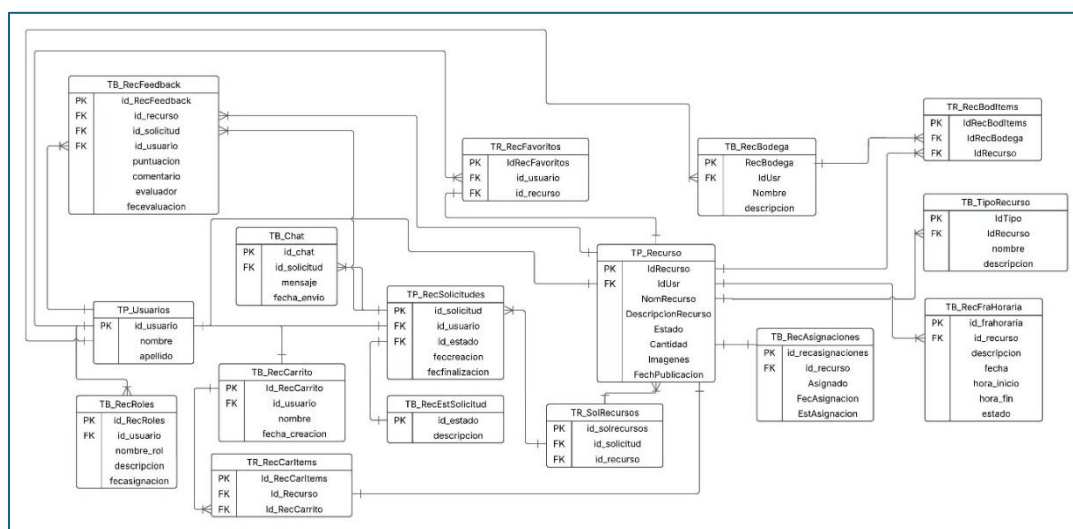 TB_RecFeedback
PK id_RecFeedback
FK id_recurso
FK id_solicitud
FK id_usuario
puntuacion
comentario
evaluador
fecevaluacion
TR_RecFavoritos
PK IdRecFavoritos
FK id_usuario
FK id_recurso
TB_RecBodega
PK RecBodega
FK IdUsr
Nombre
descripcion
TR_RecBodItems
PK IdRecBodItems
FK IdRecBodega
FK IdRecurso
TB_TipoRecurso
PK IdTipo
FK IdRecurso
nombre
descripcion
TB_Chat
PK id_chat
FK id_solicitud
mensaje
fecha_envio
TP_Recurso
PK IdRecurso
FK IdUsr
NomRecurso
DescripcionRecurso
Estado
Cantidad
Imagenes
FechPublicacion
TP_Usuarios
PK id_usuario
nombre
apellido
TP_RecSolicitudes
PK id_solicitud
FK id_usuario
FK id_estado
feccreacion
fecfinalizacion
TB_RecFraHoraria
PK id_frahoraria
FK id_recurso
descripcion
fecha
hora_inicio
hora_fin
estado
TB_RecAsignaciones
PK id_recasignaciones
FK id_recurso
Asignado
FecAsignacion
EstAsignacion
TB_RecCarrito
PK Id_RecCarrito
FK id_usuario
nombre
fecha_creacion
TB_RecRoles
PK id_RecRoles
FK id_usuario
nombre_rol
descripcion
fecasignacion
TB_RecEstSolicitud
PK id_estado
descripcion
TR_SolRecursos
PK id_solrecursos
FK id_solicitud
FK id_recurso
TR_RecCarItems
PK Id_RecCarItems
FK Id_Recurso
FK Id_RecCarrito